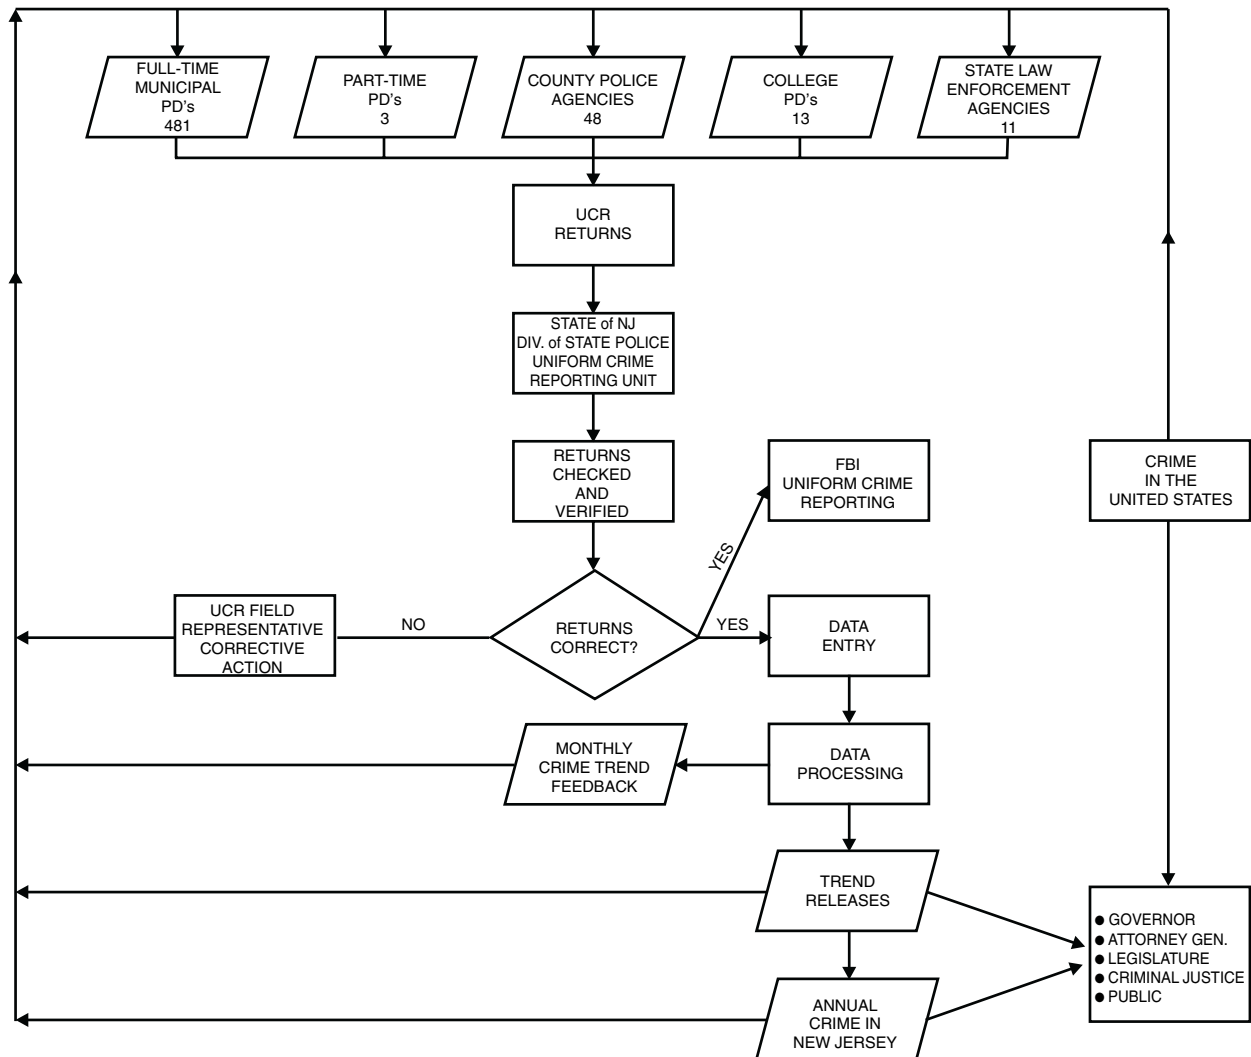 FULL-TIME
MUNICIPAL
PD's
481
PART-TIME
PD's
3
COUNTY POLICE
AGENCIES
48
COLLEGE
PD's
13
STATE LAW
ENFORCEMENT
AGENCIES
11
UCR
RETURNS
STATE of NJ
DIV. of STATE POLICE
UNIFORM CRIME
REPORTING UNIT
RETURNS
CHECKED
AND
VERIFIED
FBI
UNIFORM CRIME
REPORTING
CRIME
IN THE
UNITED STATES
YES
UCR FIELD
REPRESENTATIVE
CORRECTIVE
ACTION
NO
RETURNS
CORRECT?
YES
DATA
ENTRY
MONTHLY
CRIME TREND
FEEDBACK
DATA
PROCESSING
TREND
RELEASES
● GOVERNOR
● ATTORNEY GEN.
● LEGISLATURE
● CRIMINAL JUSTICE
● PUBLIC
ANNUAL
CRIME IN
NEW JERSEY